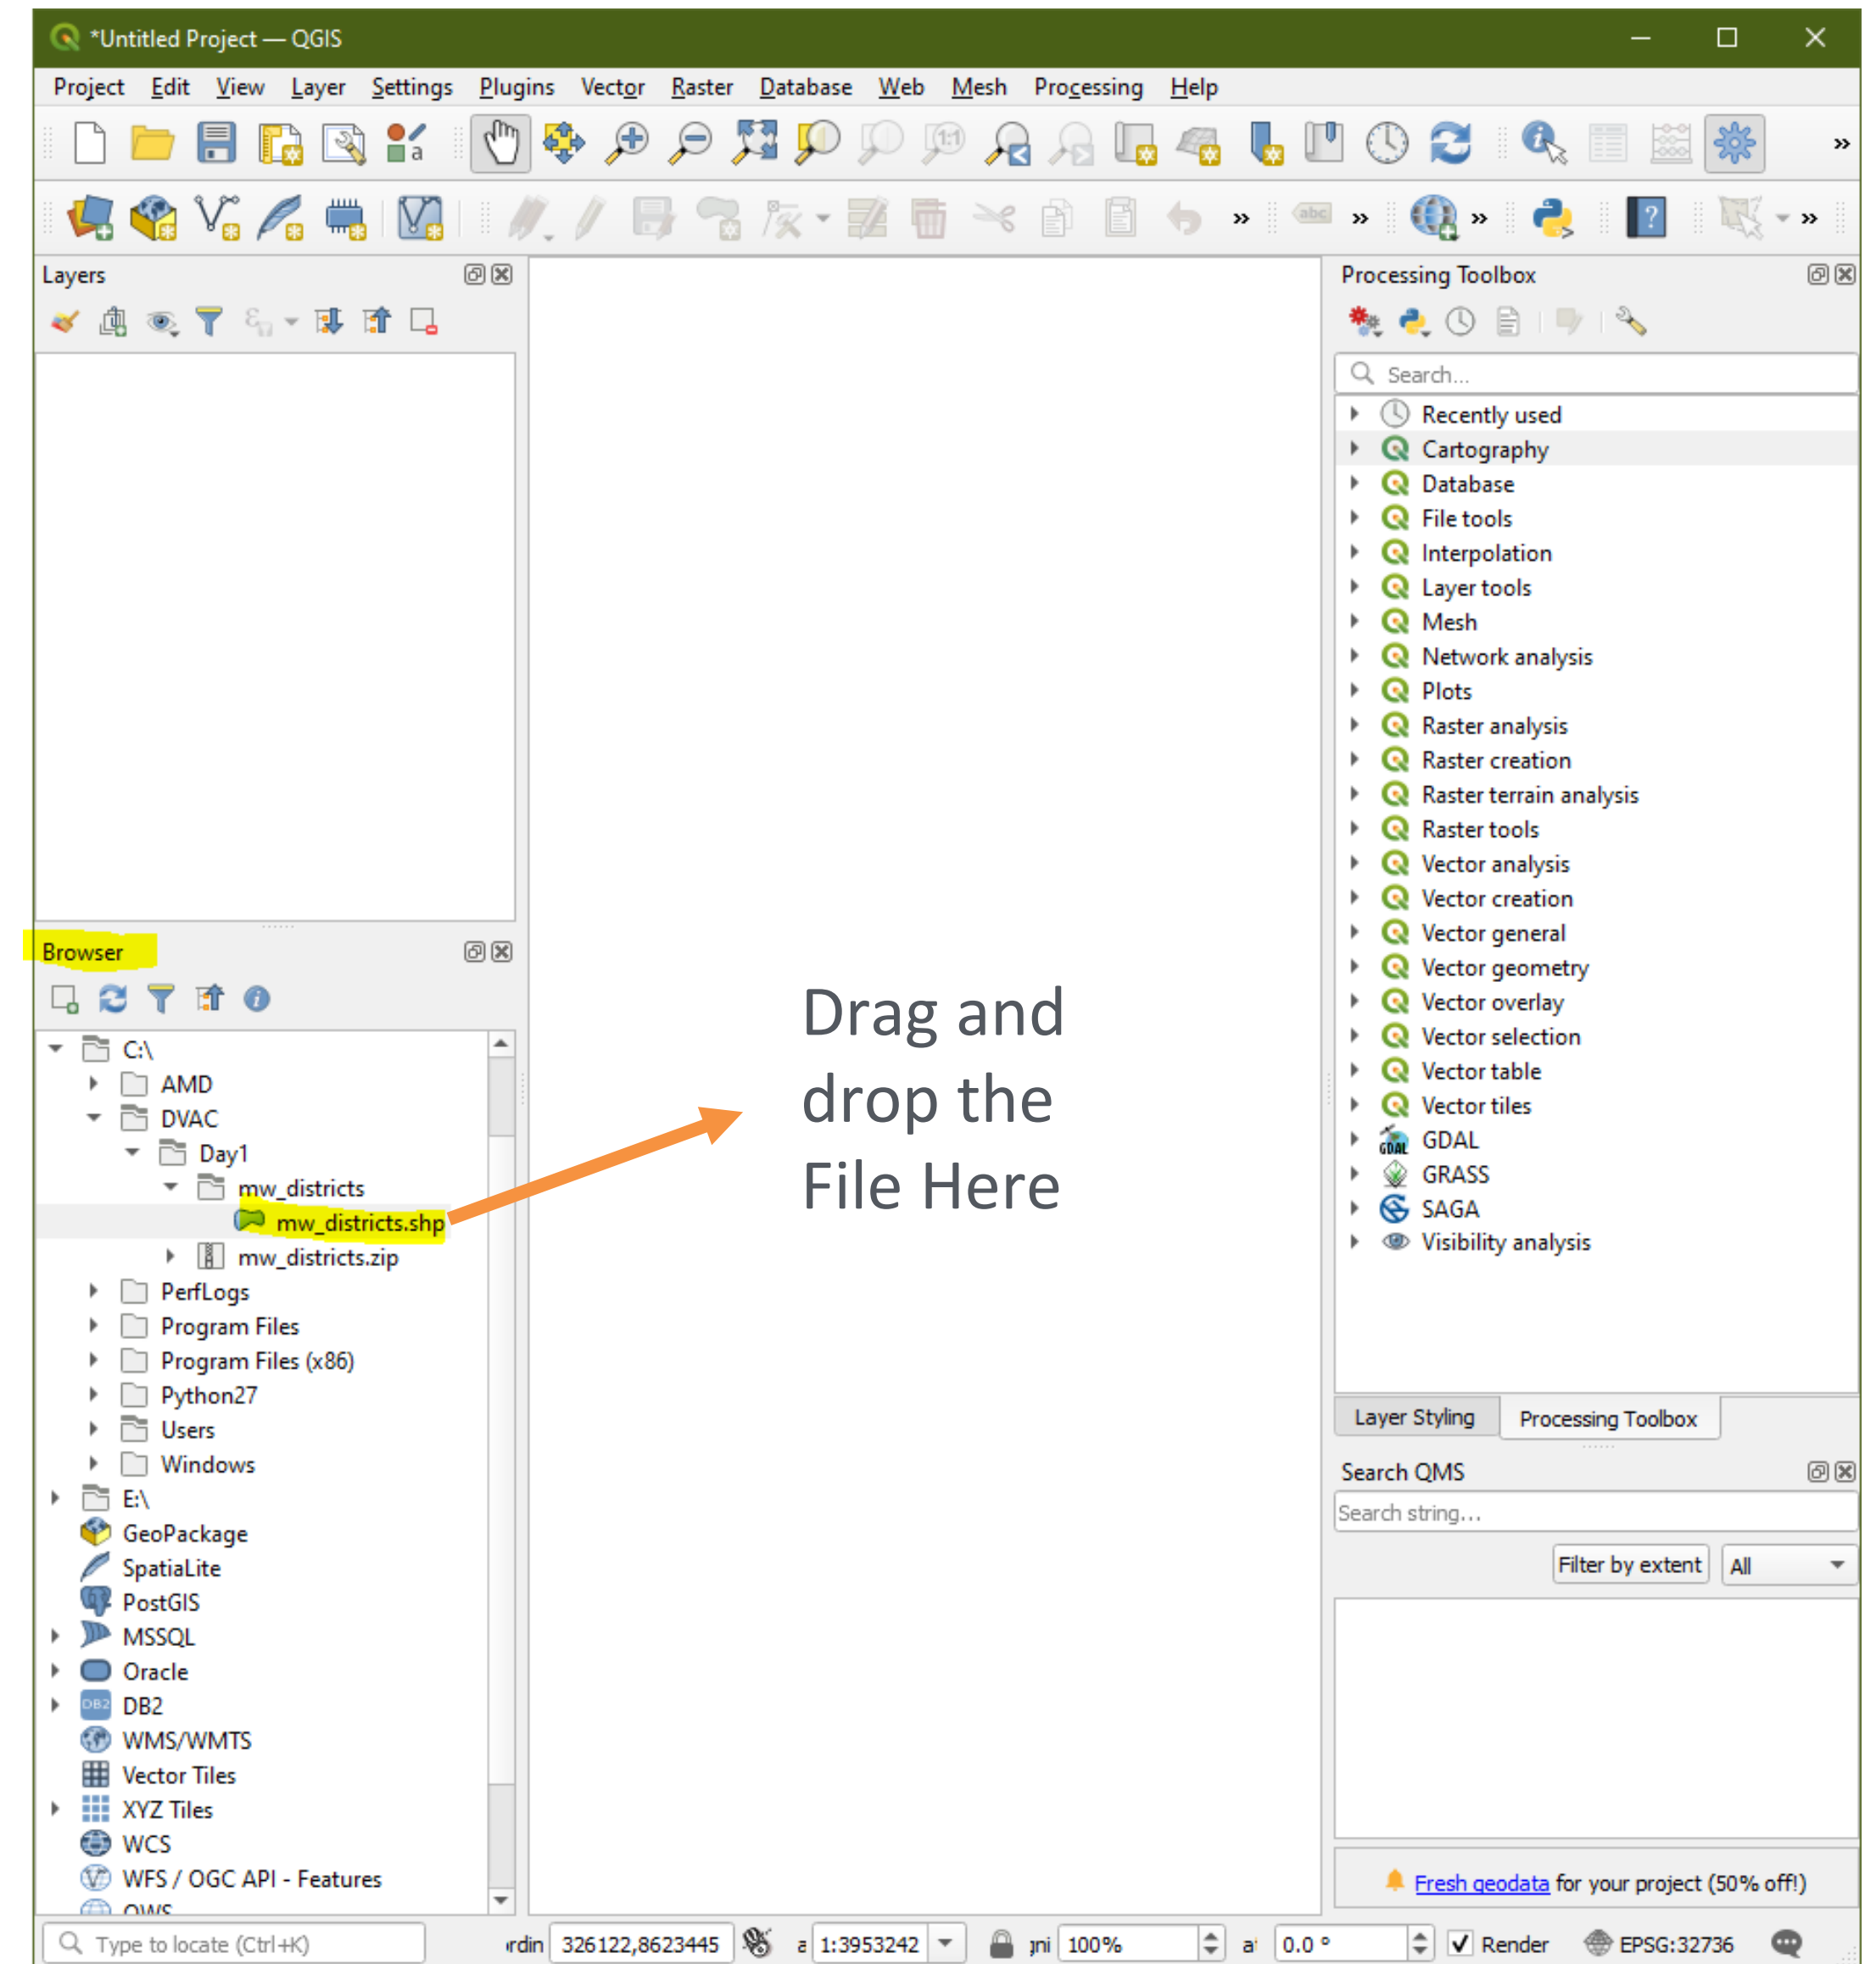 *Untitled Project — QGIS
Project Edit View Layer Settings Plugins Vector Raster Database Web Mesh Processing Help
a
1:1
abc
?
Layers
Processing Toolbox
Search...
Recently used
Cartography
Database
File tools
Interpolation
Layer tools
Mesh
Network analysis
Plots
Raster analysis
Raster creation
Raster terrain analysis
Raster tools
Vector analysis
Vector creation
Vector general
Vector geometry
Vector overlay
Vector selection
Vector table
Vector tiles
GDAL
GRASS
SAGA
Visibility analysis
Browser
C:\
AMD
DVAC
Day1
mw_districts
mw_districts.shp
mw_districts.zip
PerfLogs
Program Files
Program Files (x86)
Python27
Users
Windows
E:\
GeoPackage
SpatiaLite
PostGIS
MSSQL
Oracle
DB2
WMS/WMTS
Vector Tiles
XYZ Tiles
WCS
WFS / OGC API - Features
OWS
Drag and
drop the
File Here
Layer Styling Processing Toolbox
Search QMS
Search string...
Filter by extent All
Fresh geodata for your project (50% off!)
Type to locate (Ctrl+K) ordin 326122,8623445 a 1:3953242 gni 100% 0.0 ° Render EPSG:32736